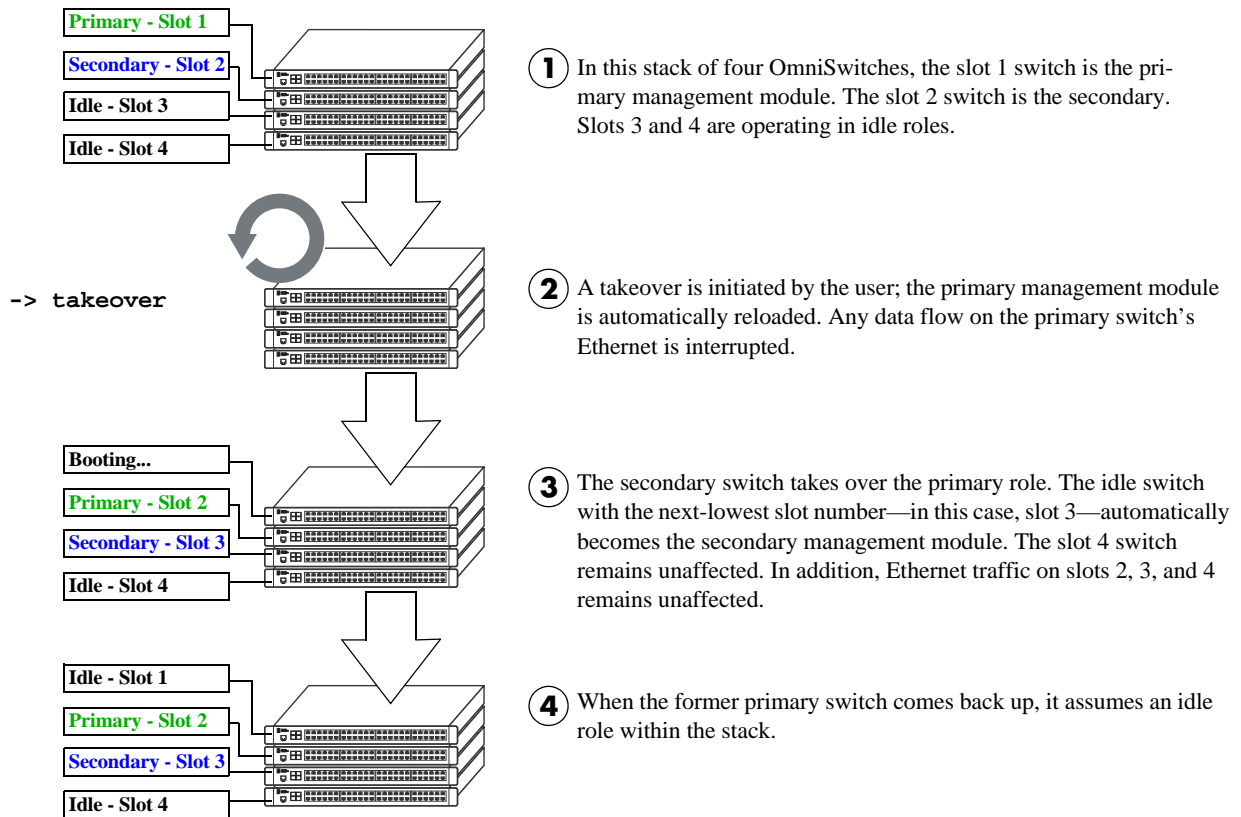 Primary - Slot 1
Secondary - Slot 2
Idle - Slot 3
Idle - Slot 4
1 In this stack of four OmniSwitches, the slot 1 switch is the pri-
mary management module. The slot 2 switch is the secondary.
Slots 3 and 4 are operating in idle roles.
-> takeover
2 A takeover is initiated by the user; the primary management module
is automatically reloaded. Any data flow on the primary switch’s
Ethernet is interrupted.
Booting...
Primary - Slot 2
Secondary - Slot 3
Idle - Slot 4
3 The secondary switch takes over the primary role. The idle switch
with the next-lowest slot number—in this case, slot 3—automatically
becomes the secondary management module. The slot 4 switch
remains unaffected. In addition, Ethernet traffic on slots 2, 3, and 4
remains unaffected.
Idle - Slot 1
Primary - Slot 2
Secondary - Slot 3
Idle - Slot 4
4 When the former primary switch comes back up, it assumes an idle
role within the stack.